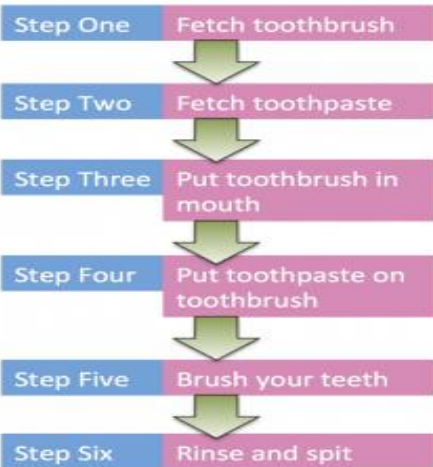 Step One Fetch toothbrush
Step Two Fetch toothpaste
Step Three Put toothbrush in
mouth
Step Four Put toothpaste on
toothbrush
Step Five Brush your teeth
Step Six Rinse and spit